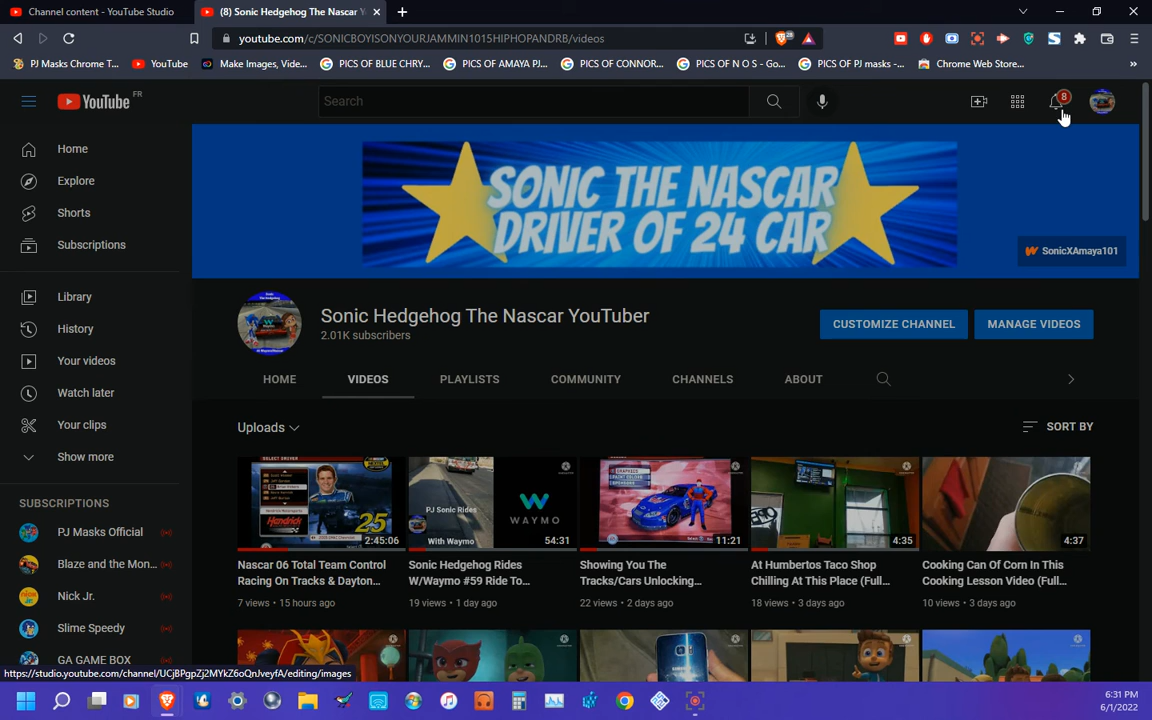 Channel content - YouTube Studio
(8) Sonic Hedgehog The Nascar Y
youtube.com/c/SONICBOYISONYOURJAMMIN1015HIPHOPANDRB/videos
28
PJ Masks Chrome T...
YouTube
Make Images, Vide...
PICS OF BLUE CHRY...
PICS OF AMAYA PJ...
PICS OF CONNOR...
PICS OF N O S - Go...
PICS OF PJ masks -...
Chrome Web Store...
YouTube FR
Search
8
Home
Explore
Shorts
Subscriptions
Library
History
Your videos
Watch later
Your clips
Show more
SUBSCRIPTIONS
PJ Masks Official
Blaze and the Mon...
Nick Jr.
Slime Speedy
GA GAME BOX
SONIC THE NASCAR
DRIVER OF 24 CAR
SonicXAmaya101
Sonic Hedgehog The Nascar YouTuber
2.01K subscribers
CUSTOMIZE CHANNEL
MANAGE VIDEOS
HOME
VIDEOS
PLAYLISTS
COMMUNITY
CHANNELS
ABOUT
Uploads
SORT BY
Hendrick
25
2:45:06
PJ Sonic Rides
With Waymo
WAYMO
54:31
11:21
4:35
4:37
Nascar 06 Total Team Control
Racing On Tracks & Dayton...
7 views • 15 hours ago
Sonic Hedgehog Rides
W/Waymo #59 Ride To...
19 views • 1 day ago
Showing You The
Tracks/Cars Unlocking...
22 views • 2 days ago
At Humbertos Taco Shop
Chilling At This Place (Full...
18 views • 3 days ago
Cooking Can Of Corn In This
Cooking Lesson Video (Full...
10 views • 3 days ago
https://studio.youtube.com/channel/UCjBPgpZj2MYkZ6oQnJveyfA/editing/images
6:31 PM
6/1/2022